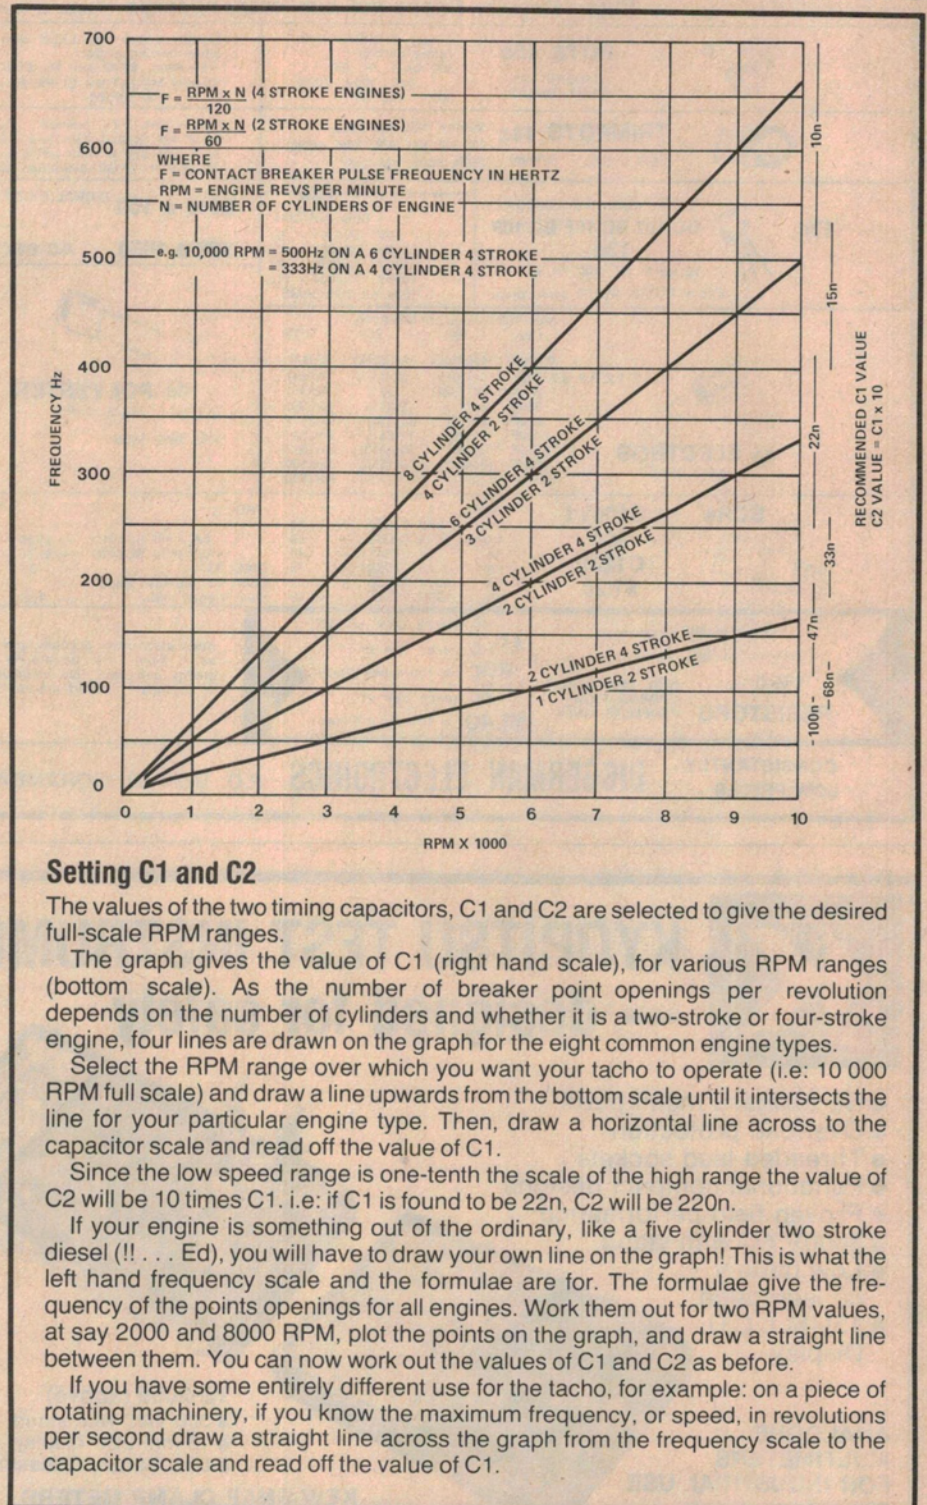 700
600
500
400
300
200
100
0
FREQUENCY Hz
F = RPM x N (4 STROKE ENGINES)
120
F = RPM x N (2 STROKE ENGINES)
60
WHERE
F = CONTACT BREAKER PULSE FREQUENCY IN HERTZ
RPM = ENGINE REVS PER MINUTE
N = NUMBER OF CYLINDERS OF ENGINE
e.g. 10,000 RPM = 500Hz ON A 6 CYLINDER 4 STROKE
= 333Hz ON A 4 CYLINDER 4 STROKE
8 CYLINDER 4 STROKE
4 CYLINDER 2 STROKE
6 CYLINDER 4 STROKE
3 CYLINDER 2 STROKE
4 CYLINDER 4 STROKE
2 CYLINDER 2 STROKE
2 CYLINDER 4 STROKE
1 CYLINDER 2 STROKE
10n
15n
22n
33n
47n
68n
100n
RECOMMENDED C1 VALUE
C2 VALUE = C1 x 10
0 1 2 3 4 5 6 7 8 9 10
RPM X 1000
Setting C1 and C2
The values of the two timing capacitors, C1 and C2 are selected to give the desired
full-scale RPM ranges.
The graph gives the value of C1 (right hand scale), for various RPM ranges
(bottom scale). As the number of breaker point openings per revolution
depends on the number of cylinders and whether it is a two-stroke or four-stroke
engine, four lines are drawn on the graph for the eight common engine types.
Select the RPM range over which you want your tacho to operate (i.e: 10 000
RPM full scale) and draw a line upwards from the bottom scale until it intersects the
line for your particular engine type. Then, draw a horizontal line across to the
capacitor scale and read off the value of C1.
Since the low speed range is one-tenth the scale of the high range the value of
C2 will be 10 times C1. i.e: if C1 is found to be 22n, C2 will be 220n.
If your engine is something out of the ordinary, like a five cylinder two stroke
diesel (!! . . . Ed), you will have to draw your own line on the graph! This is what the
left hand frequency scale and the formulae are for. The formulae give the fre-
quency of the points openings for all engines. Work them out for two RPM values,
at say 2000 and 8000 RPM, plot the points on the graph, and draw a straight line
between them. You can now work out the values of C1 and C2 as before.
If you have some entirely different use for the tacho, for example: on a piece of
rotating machinery, if you know the maximum frequency, or speed, in revolutions
per second draw a straight line across the graph from the frequency scale to the
capacitor scale and read off the value of C1.